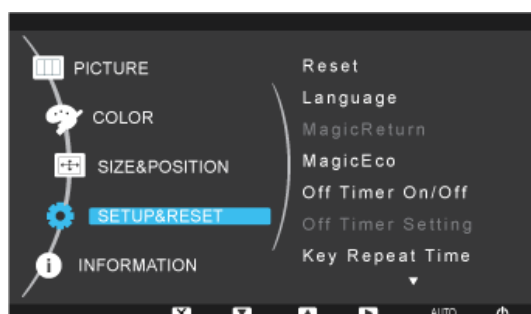 PICTURE
COLOR
SIZE&POSITION
SETUP&RESET
INFORMATION
Reset
Language
MagicReturn
MagicEco
Off Timer On/Off
Off Timer Setting
Key Repeat Time
AUTO